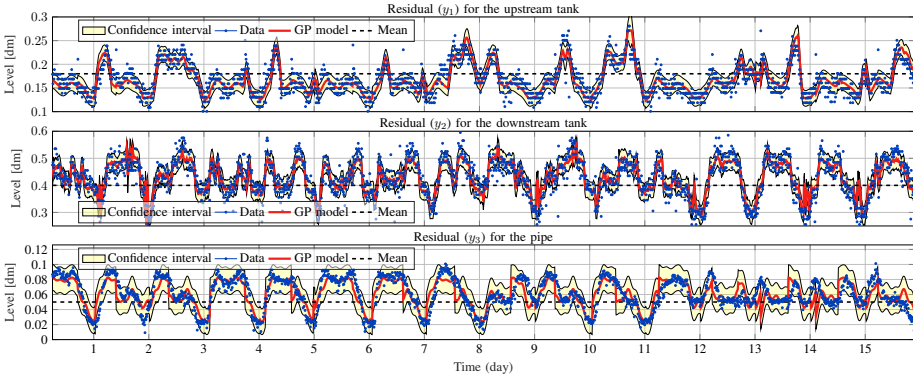 Residual (y₁) for the upstream tank
Confidence interval Data GP model Mean
Level [dm]
0.3
0.25
0.2
0.15
0.1
Residual (y₂) for the downstream tank
Level [dm]
0.6
0.5
0.4
0.3
Confidence interval Data GP model Mean
Residual (y₃) for the pipe
Confidence interval Data GP model Mean
Level [dm]
0.12
0.1
0.08
0.06
0.04
0.02
0
1 2 3 4 5 6 7 8 9 10 11 12 13 14 15
Time (day)